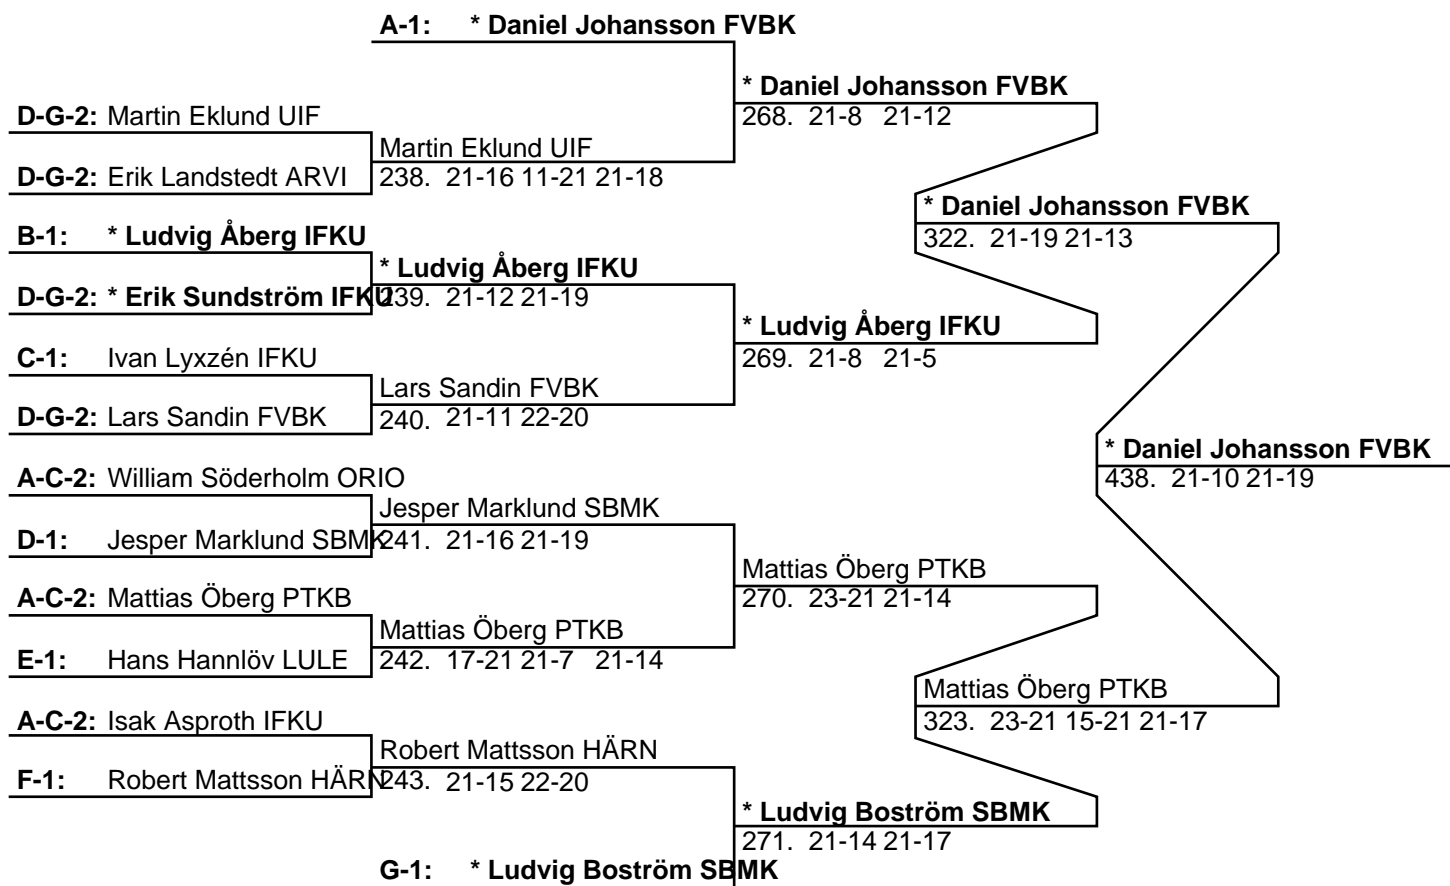 A-1: * Daniel Johansson FVBK
* Daniel Johansson FVBK
268. 21-8 21-12
D-G-2: Martin Eklund UIF
Martin Eklund UIF
238. 21-16 11-21 21-18
D-G-2: Erik Landstedt ARVI
* Daniel Johansson FVBK
322. 21-19 21-13
B-1: * Ludvig Åberg IFKU
* Ludvig Åberg IFKU
239. 21-12 21-19
D-G-2: * Erik Sundström IFKU
* Ludvig Åberg IFKU
269. 21-8 21-5
C-1: Ivan Lyxzén IFKU
Lars Sandin FVBK
240. 21-11 22-20
D-G-2: Lars Sandin FVBK
* Daniel Johansson FVBK
438. 21-10 21-19
A-C-2: William Söderholm ORIO
Jesper Marklund SBMK
241. 21-16 21-19
D-1: Jesper Marklund SBMK
Mattias Öberg PTKB
270. 23-21 21-14
A-C-2: Mattias Öberg PTKB
Mattias Öberg PTKB
242. 17-21 21-7 21-14
E-1: Hans Hannlöv LULE
Mattias Öberg PTKB
323. 23-21 15-21 21-17
A-C-2: Isak Asproth IFKU
Robert Mattsson HÄRN
243. 21-15 22-20
F-1: Robert Mattsson HÄRN
* Ludvig Boström SBMK
271. 21-14 21-17
G-1: * Ludvig Boström SBMK